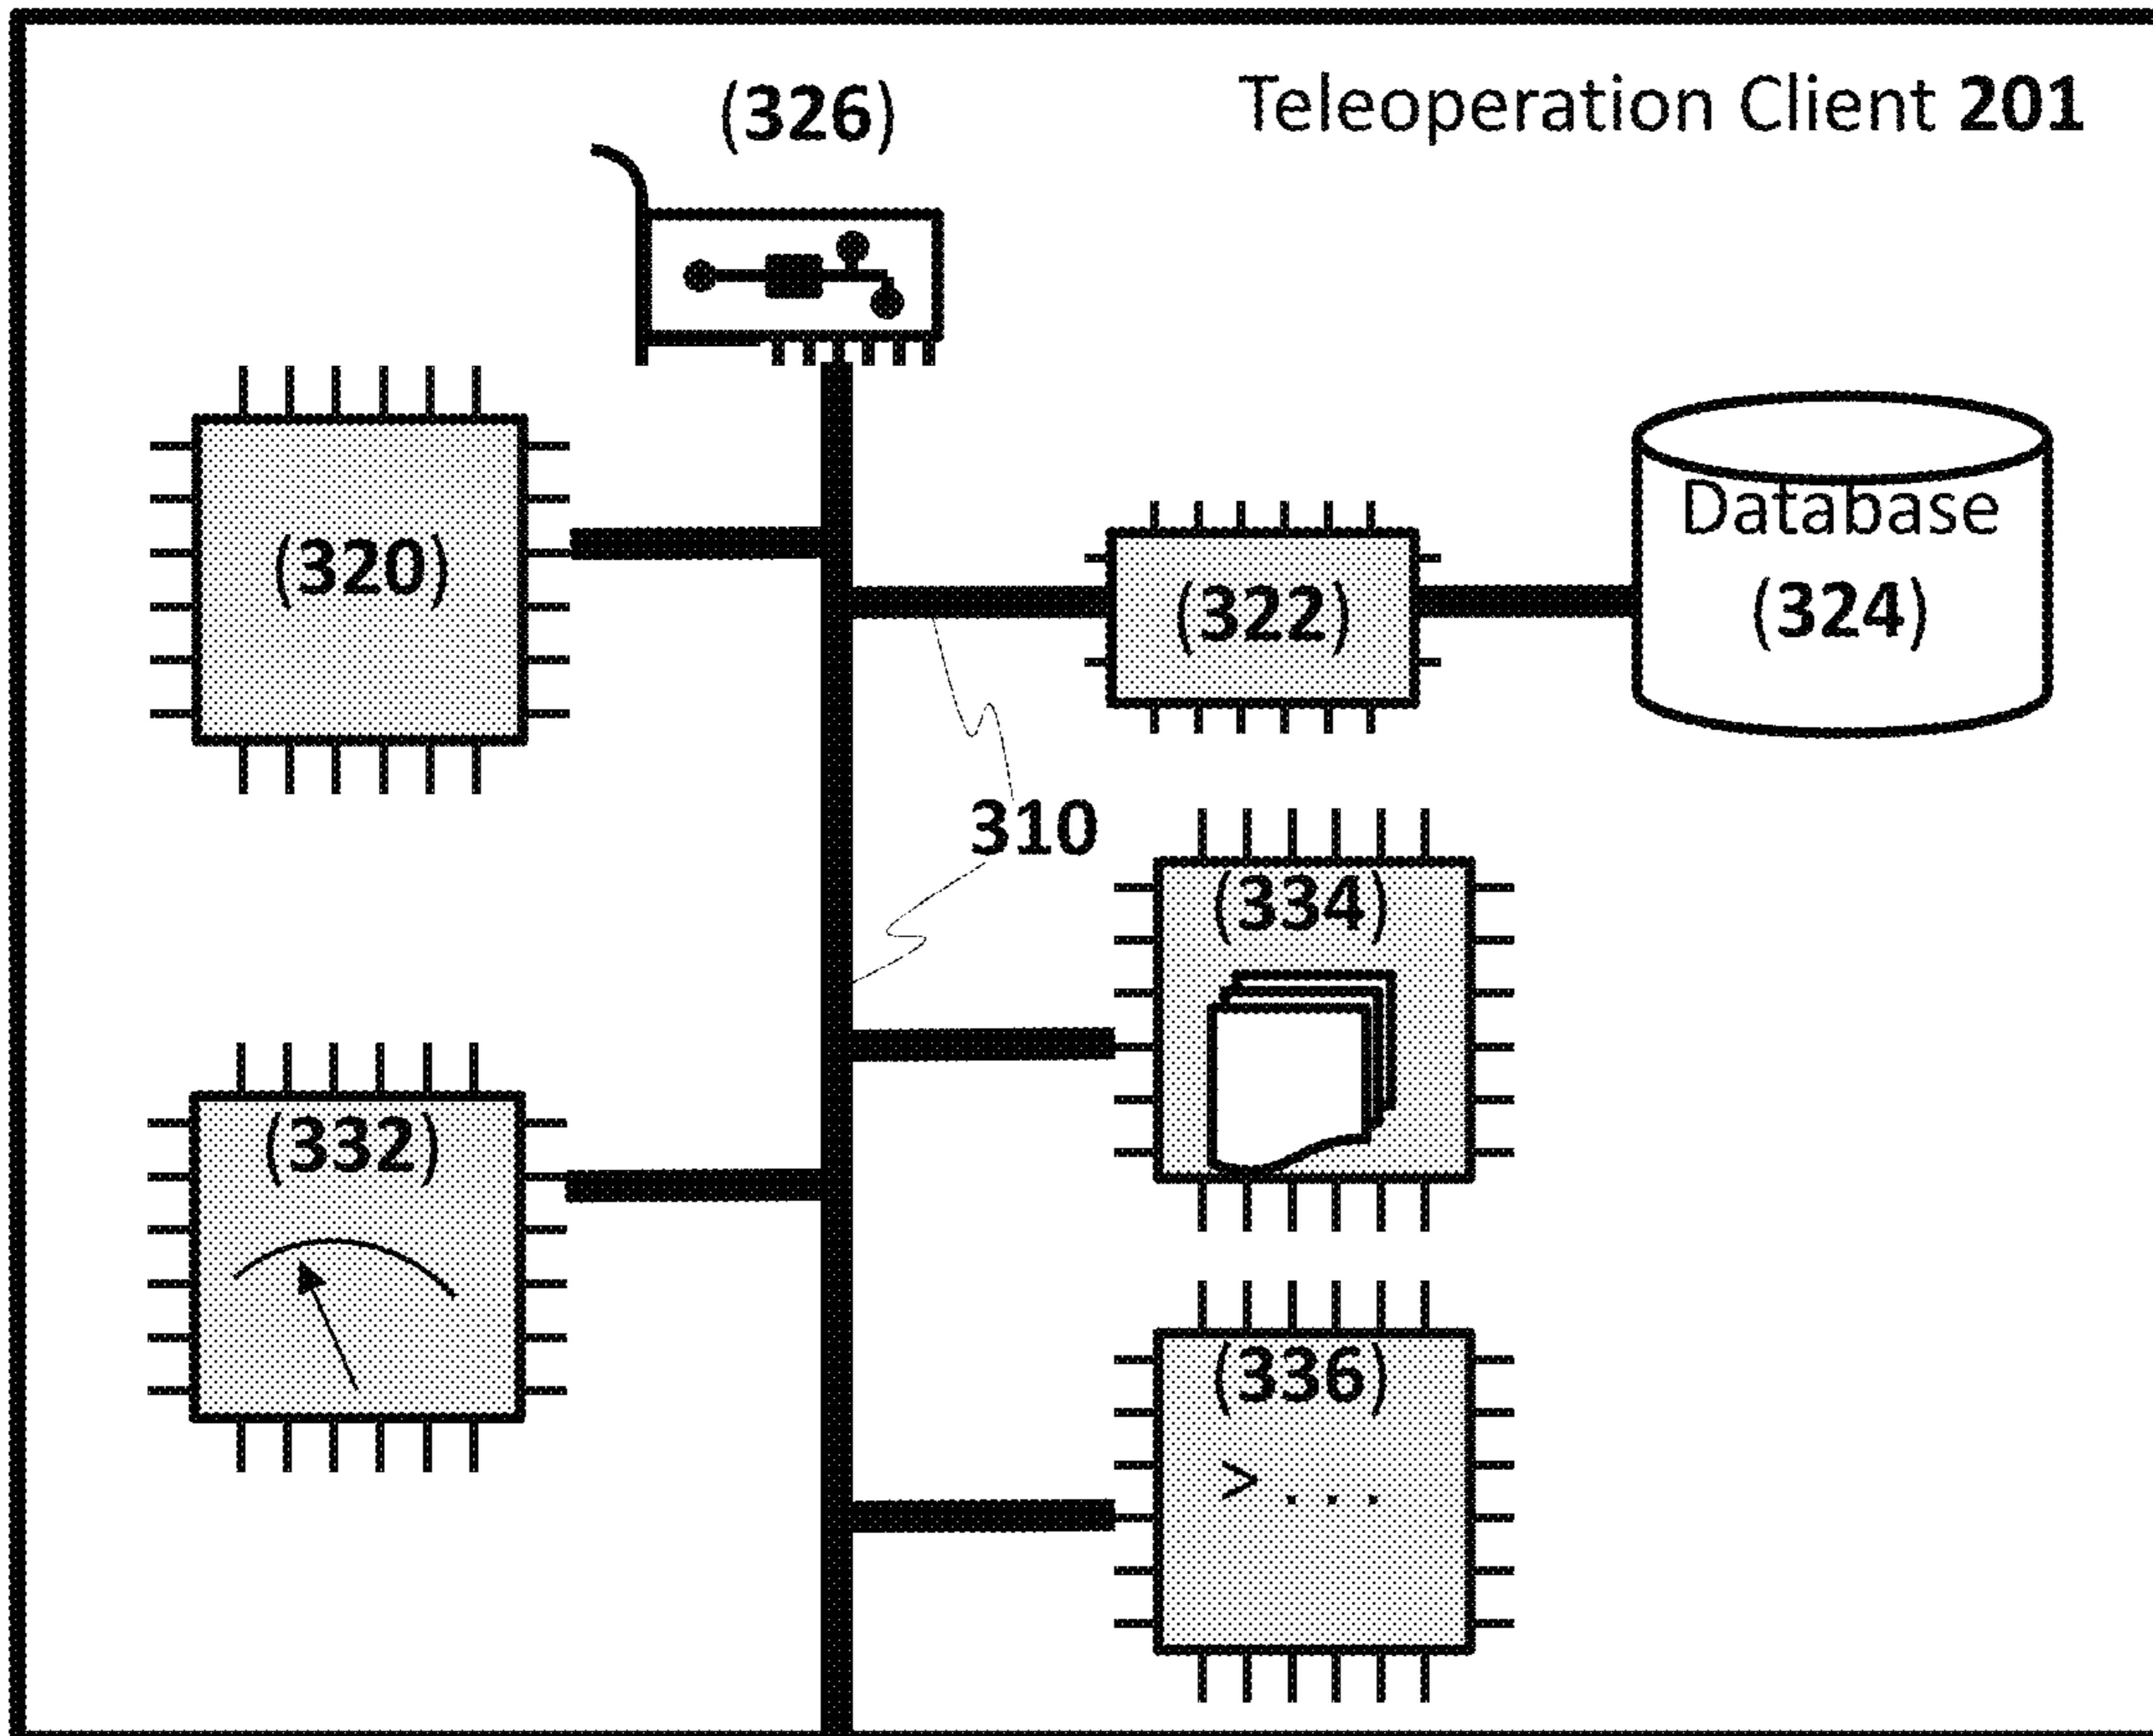 (326)
Teleoperation Client 201
(320)
(322)
Database
(324)
310
(334)
(332)
(336)
> . . .